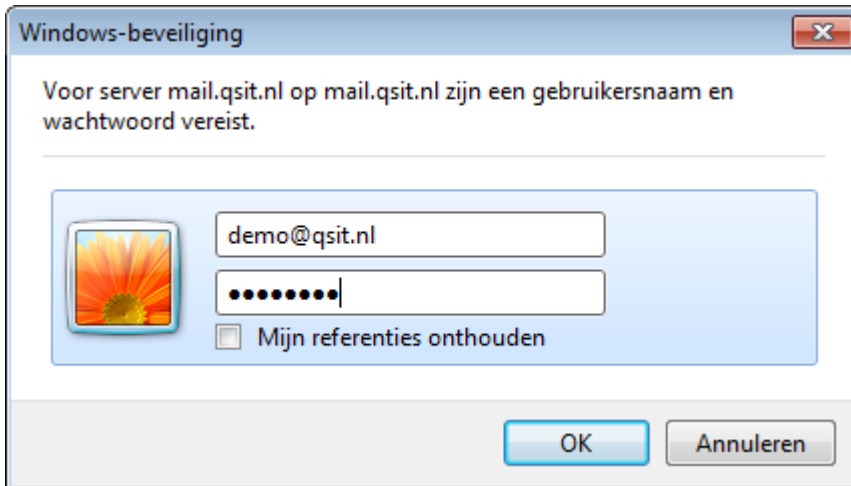 Windows-beveiliging
Voor server mail.qsit.nl op mail.qsit.nl zijn een gebruikersnaam en
wachtwoord vereist.
demo@qsit.nl
●●●●●●●●
Mijn referenties onthouden
OK
Annuleren